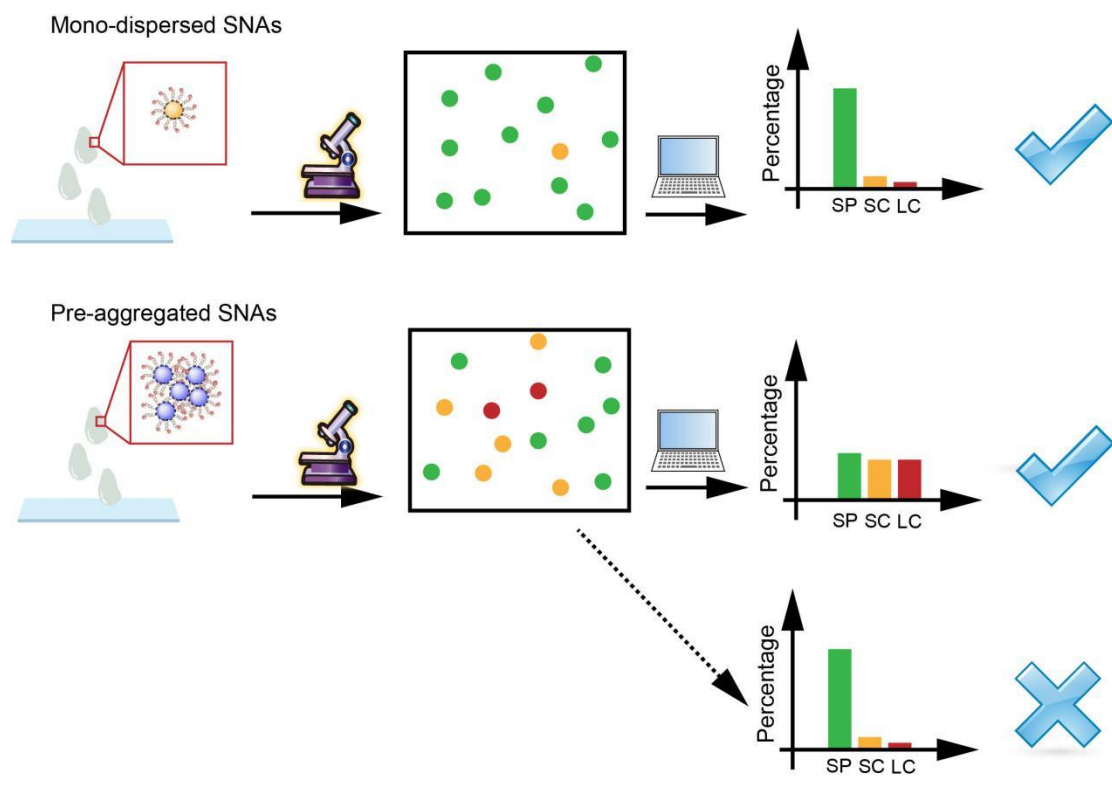 Mono-dispersed SNAs
Percentage
SP SC LC
Pre-aggregated SNAs
Percentage
SP SC LC
Percentage
SP SC LC